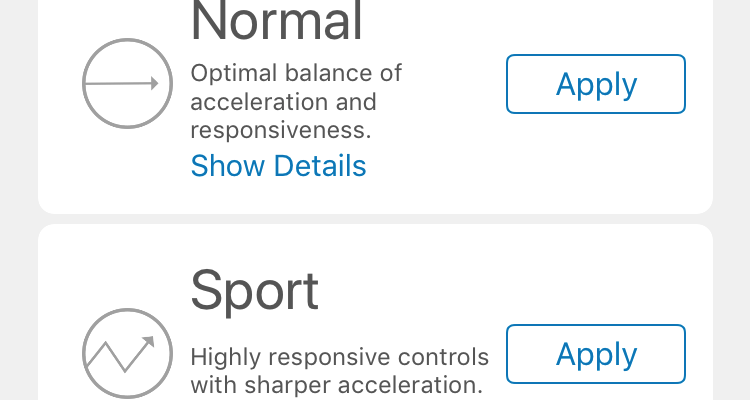 Normal
Optimal balance of
acceleration and
responsiveness.
Show Details
Apply
Sport
Highly responsive controls
with sharper acceleration.
Apply